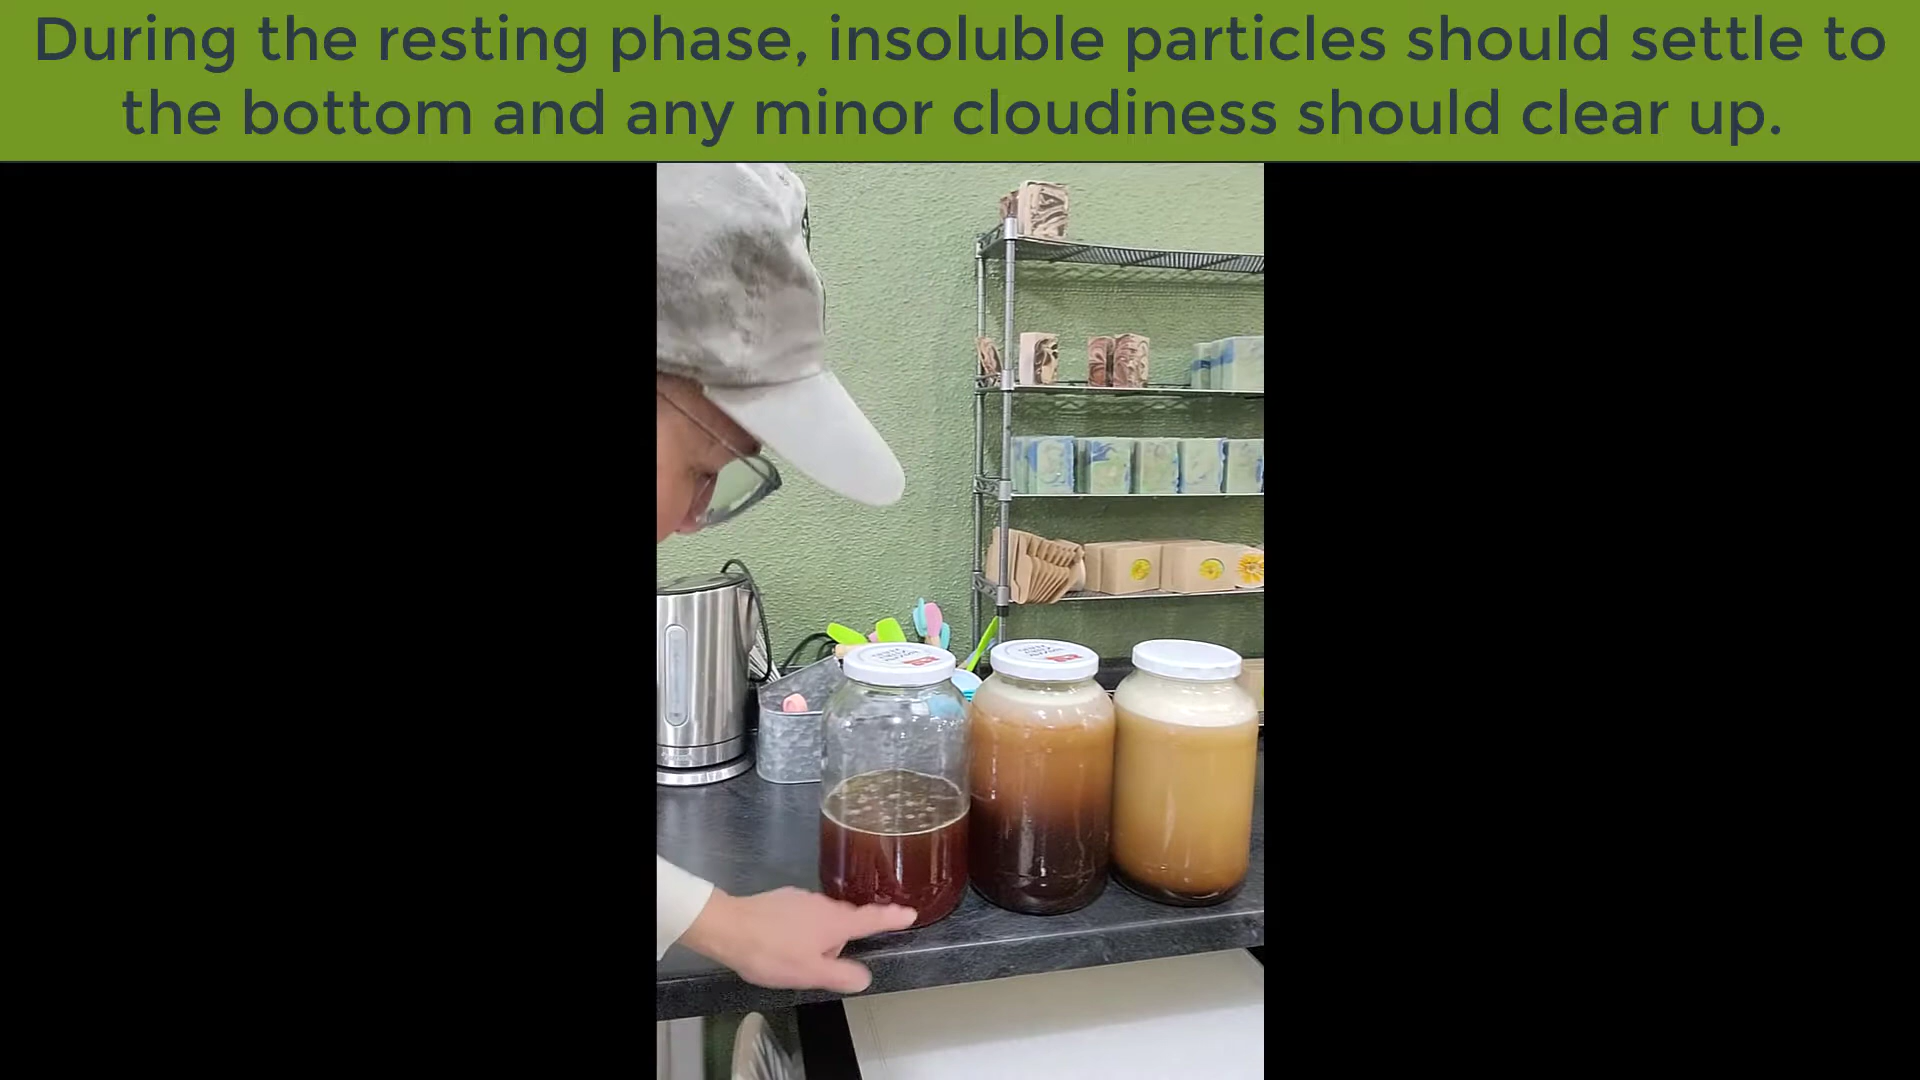 During the resting phase, insoluble particles should settle to
the bottom and any minor cloudiness should clear up.